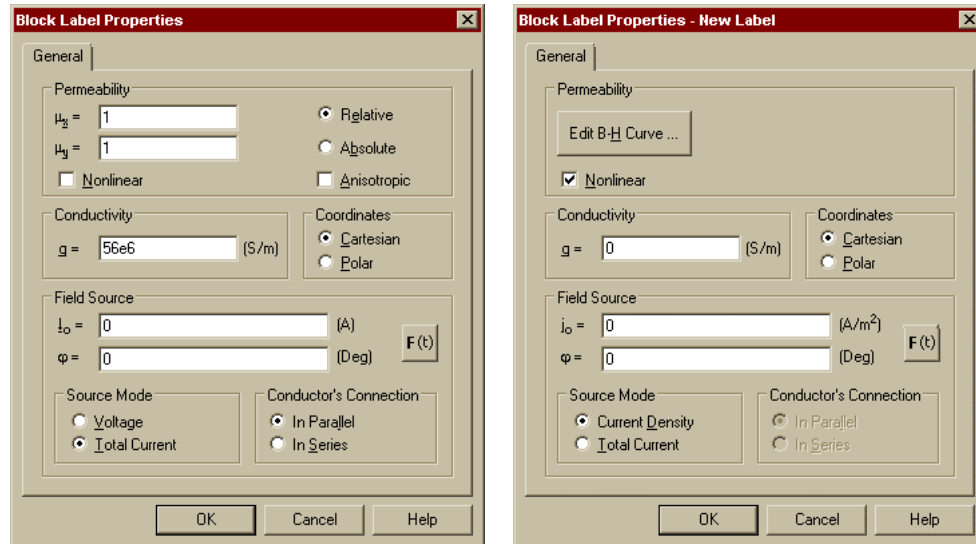 Block Label Properties
General
Permeability
μx = 1
Relative
μy = 1
Absolute
Nonlinear
Anisotropic
Conductivity
g = 56e6 (S/m)
Coordinates
Cartesian
Polar
Field Source
Io = 0 (A)
φ = 0 (Deg)
F(t)
Source Mode
Voltage
Total Current
Conductor's Connection
In Parallel
In Series
OK Cancel Help
Block Label Properties - New Label
General
Permeability
Edit B-H Curve ...
Nonlinear
Conductivity
g = 0 (S/m)
Coordinates
Cartesian
Polar
Field Source
jo = 0 (A/m²)
φ = 0 (Deg)
F(t)
Source Mode
Current Density
Total Current
Conductor's Connection
In Parallel
In Series
OK Cancel Help